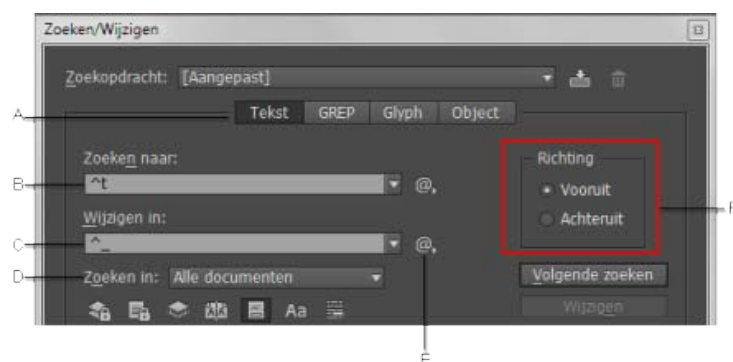 Zoeken/Wijzigen
Zoekopdracht: [Aangepast]
A
Tekst GREP Glyph Object
Zoeken naar:
B
^t
@,
Wijzigen in:
C
^_
@,
D
Zoeken in: Alle documenten
Aa
E
Richting
Vooruit
Achteruit
F
Volgende zoeken
Wijzigen